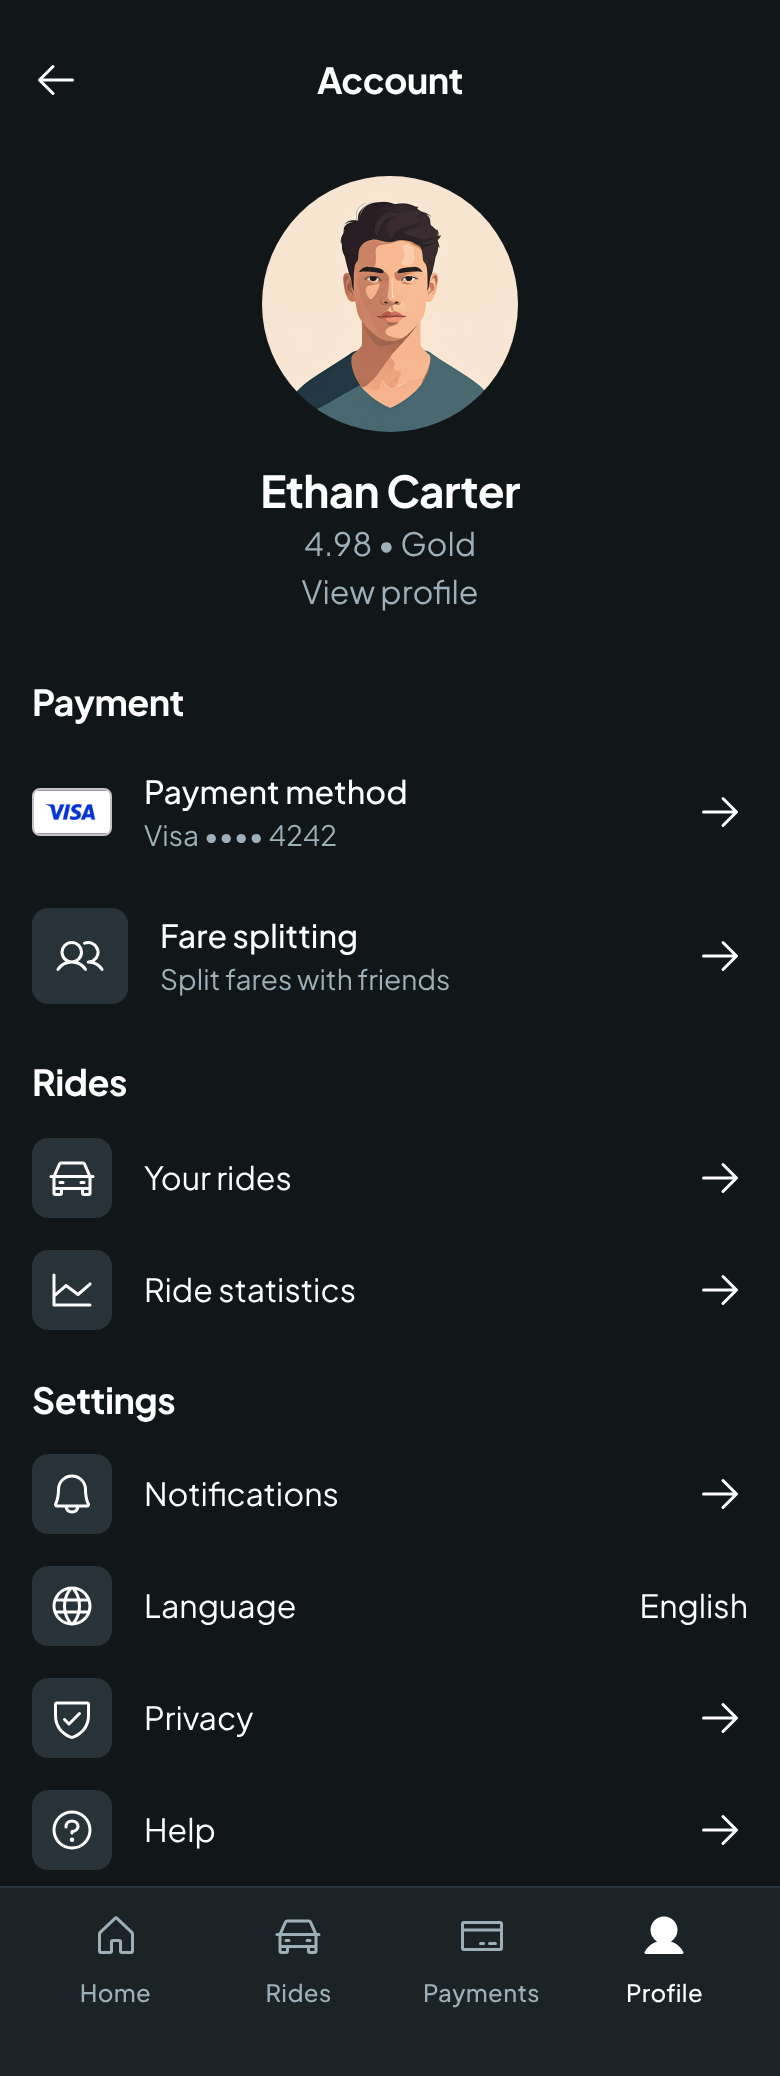 Account
Ethan Carter
4.98 • Gold
View profile
Payment
VISA
Payment method
Visa •••• 4242
Fare splitting
Split fares with friends
Rides
Your rides
Ride statistics
Settings
Notifications
Language
English
Privacy
Help
Home
Rides
Payments
Profile